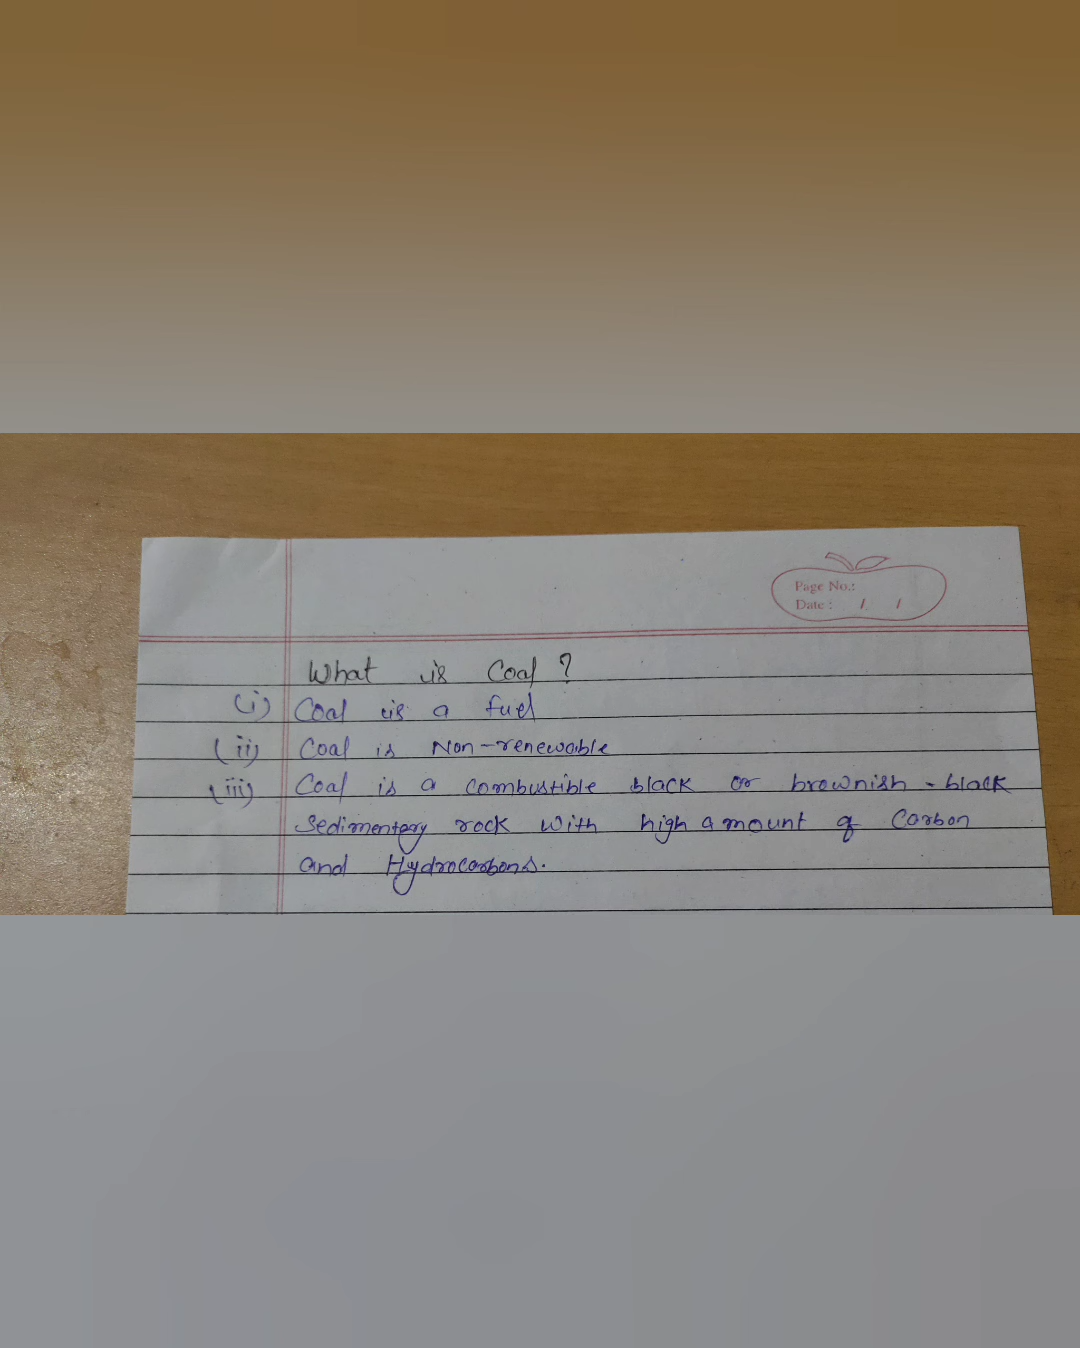 Page No.:
Date : / /
What is Coal ?
(i) Coal is a fuel
(ii) Coal is Non-renewable
(iii) Coal is a combustible black or brownish - black
Sedimentary rock with high amount of Carbon
and Hydrocarbons.